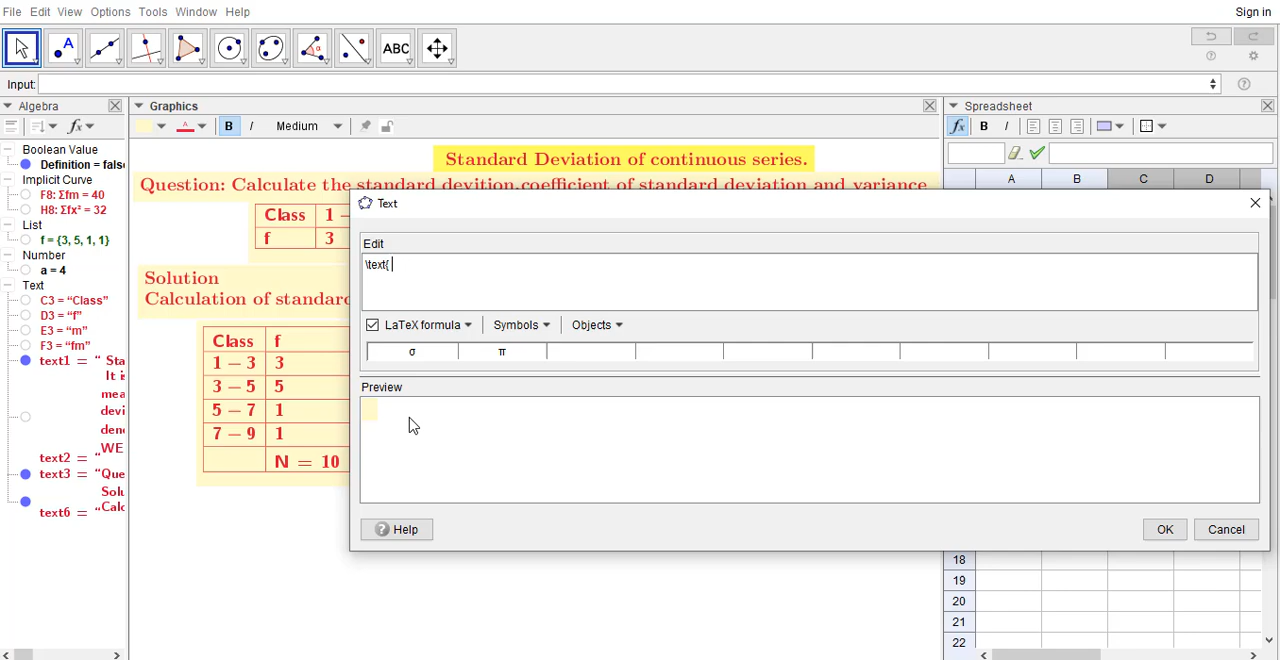 File Edit View Options Tools Window Help Sign in
A α ABC
Input:
Algebra Graphics Spreadsheet
fx A B I Medium fx B I
Boolean Value
Definition = false
Implicit Curve
F8: Σfm = 40
H8: Σfx² = 32
List
f = {3, 5, 1, 1}
Number
a = 4
Text
C3 = “Class”
D3 = “f”
E3 = “m”
F3 = “fm”
text1 = “ Sta
It is
mea
devi
deno
WE
text2 = “
text3 = “Que
Solu
Calc
text6 = “
Standard Deviation of continuous series.
Question: Calculate the standard devition,coefficient of standard deviation and variance
Class 1 –
f 3
Solution
Calculation of standard
Class f
1 – 3 3
3 – 5 5
5 – 7 1
7 – 9 1
N = 10
Text
Edit
\text{
LaTeX formula Symbols Objects
σ π
Preview
Help OK Cancel
A B C D
18
19
20
21
22